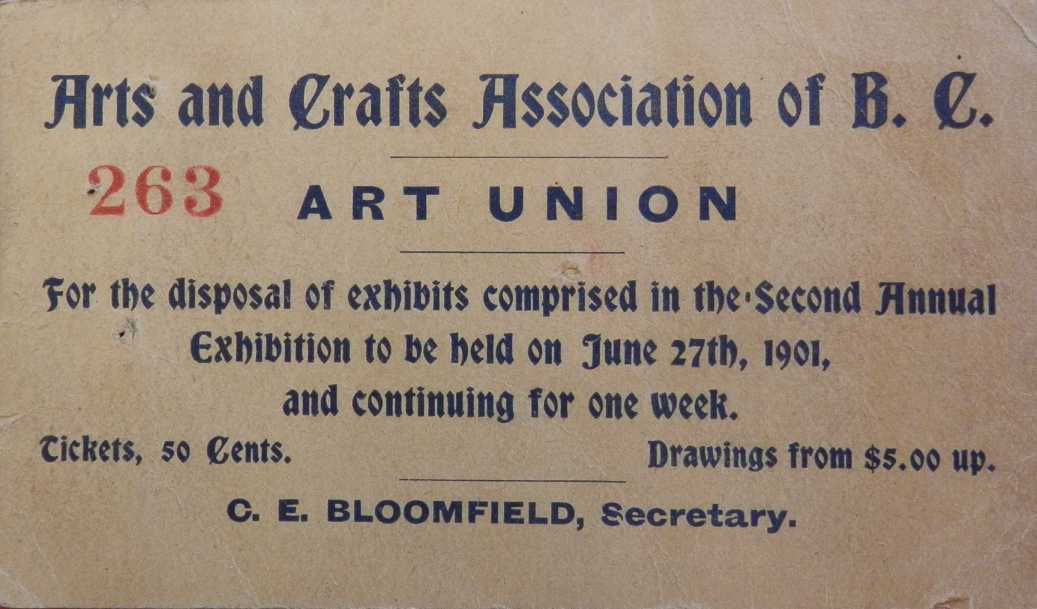 Arts and Crafts Association of B. C.
263
ART UNION
For the disposal of exhibits comprised in the Second Annual
Exhibition to be held on June 27th, 1901,
and continuing for one week.
Tickets, 50 Cents.
Drawings from $5.00 up.
C. E. BLOOMFIELD, Secretary.